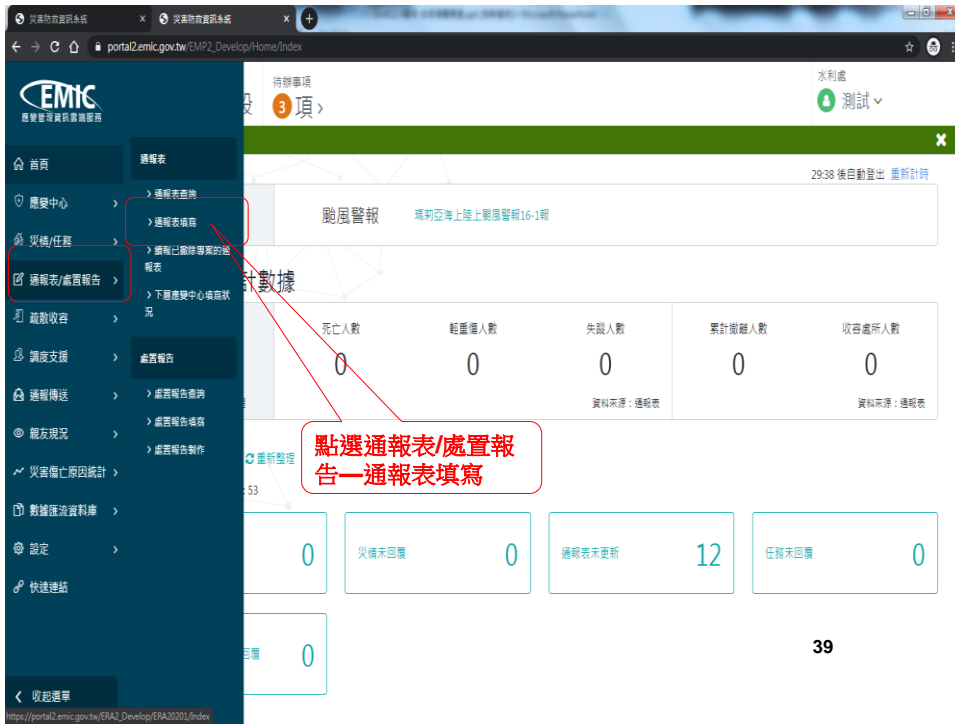 災害防救資訊系統
災害防救資訊系統
portal2.emic.gov.tw/EMP2_Develop/Home/Index
EMIC
應變管理資訊雲端服務
首頁
應變中心
災情/任務
通報表/處置報告
疏散收容
調度支援
通報傳送
親友現況
災害傷亡原因統計
數據匯流資料庫
設定
快速連結
收起選單
https://portal2.emic.gov.tw/ERA2_Develop/ERA20201/Index
通報表
通報表查詢
通報表填寫
續報已撤除專案的通
報表
下層應變中心填寫狀
況
處置報告
處置報告查詢
處置報告填寫
處置報告製作
待辦事項
3 項
水利處
測試
29:38 後自動登出 重新計時
颱風警報 瑪莉亞海上陸上颱風警報16-1報
計數據
死亡人數 輕重傷人數 失蹤人數 累計撤離人數 收容處所人數
0 0 0 0 0
資料來源:通報表 資料來源:通報表
點選通報表/處置報
告—通報表填寫
重新整理
: 53
0 災情未回覆 0 通報表未更新 12 任務未回覆 0
回覆 0
39